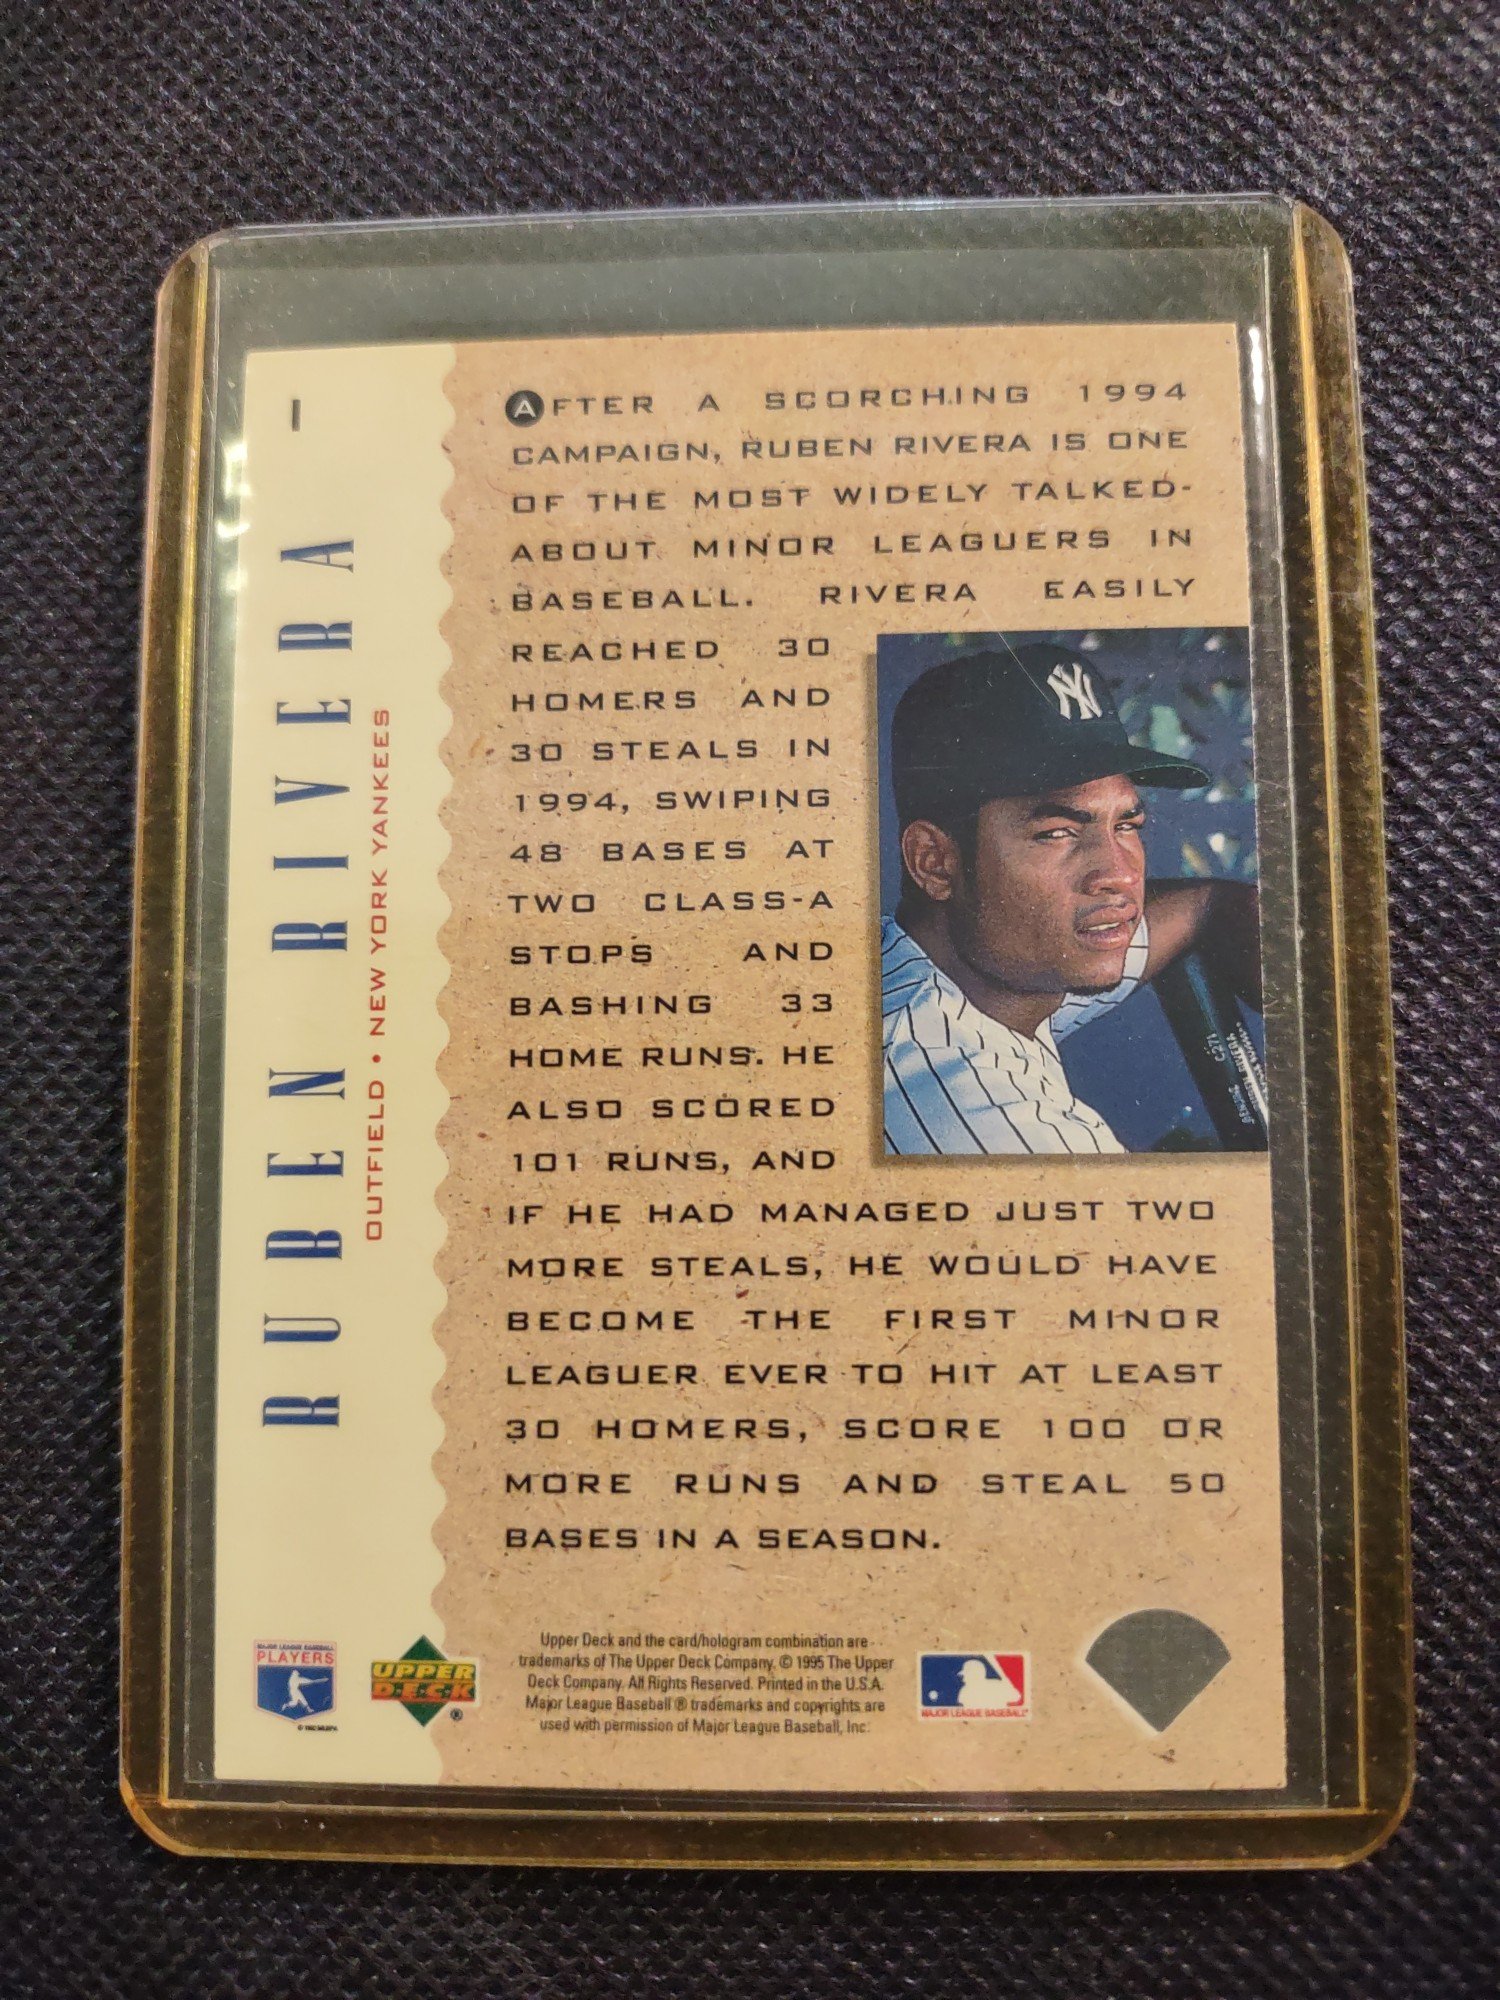 1
RUBEN RIVERA
OUTFIELD • NEW YORK YANKEES
AFTER A SCORCHING 1994
CAMPAIGN, RUBEN RIVERA IS ONE
OF THE MOST WIDELY TALKED-
ABOUT MINOR LEAGUERS IN
BASEBALL. RIVERA EASILY
REACHED 30
HOMERS AND
30 STEALS IN
1994, SWIPING
48 BASES AT
TWO CLASS-A
STOPS AND
BASHING 33
HOME RUNS. HE
ALSO SCORED
101 RUNS, AND
IF HE HAD MANAGED JUST TWO
MORE STEALS, HE WOULD HAVE
BECOME THE FIRST MINOR
LEAGUER EVER TO HIT AT LEAST
30 HOMERS, SCORE 100 OR
MORE RUNS AND STEAL 50
BASES IN A SEASON.
NY
C271
MAJOR LEAGUE BASEBALL
PLAYERS
UPPER
DECK
®
Upper Deck and the card/hologram combination are
trademarks of The Upper Deck Company. © 1995 The Upper
Deck Company. All Rights Reserved. Printed in the U.S.A.
Major League Baseball ® trademarks and copyrights are
used with permission of Major League Baseball, Inc.
MAJOR LEAGUE BASEBALL